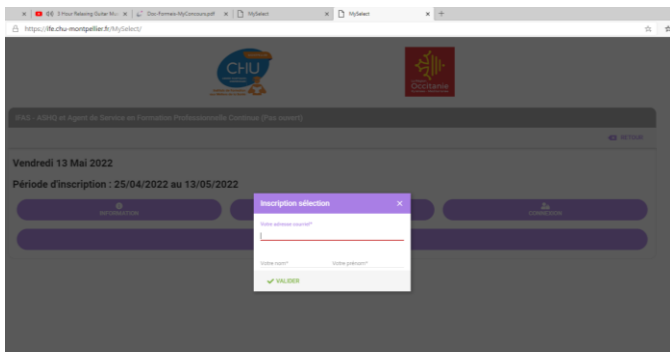 3 Hour Relaxing Guitar Mu
Doc-Formels-MyConcours.pdf
MySelect
MySelect
https://ife.chu-montpellier.fr/MySelect/
CHU
Occitanie
IFAS - ASHQ et Agent de Service en Formation Professionnelle Continue (Pas ouvert)
RETOUR
Vendredi 13 Mai 2022
Période d'inscription : 25/04/2022 au 13/05/2022
INFORMATION
CONNEXION
Inscription sélection
Votre adresse courriel*
Votre nom*
Votre prénom*
VALIDER